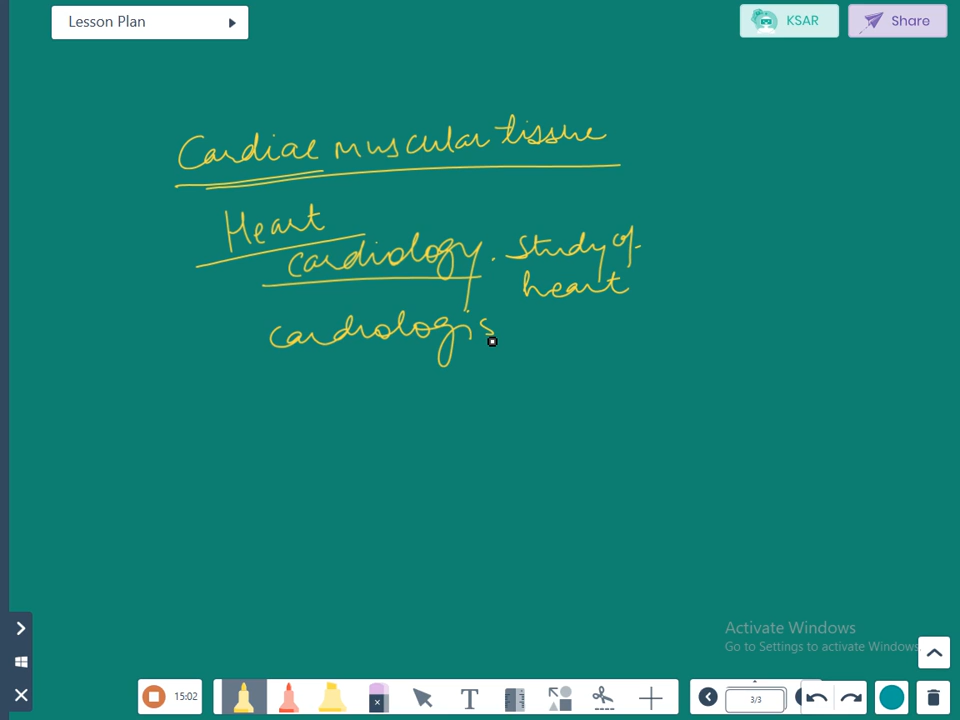 Lesson Plan
KSAR
Share
Cardiac muscular tissue
Heart
cardiology. Study of
heart
cardiologis
Activate Windows
Go to Settings to activate Windows.
15:02
T
3/3